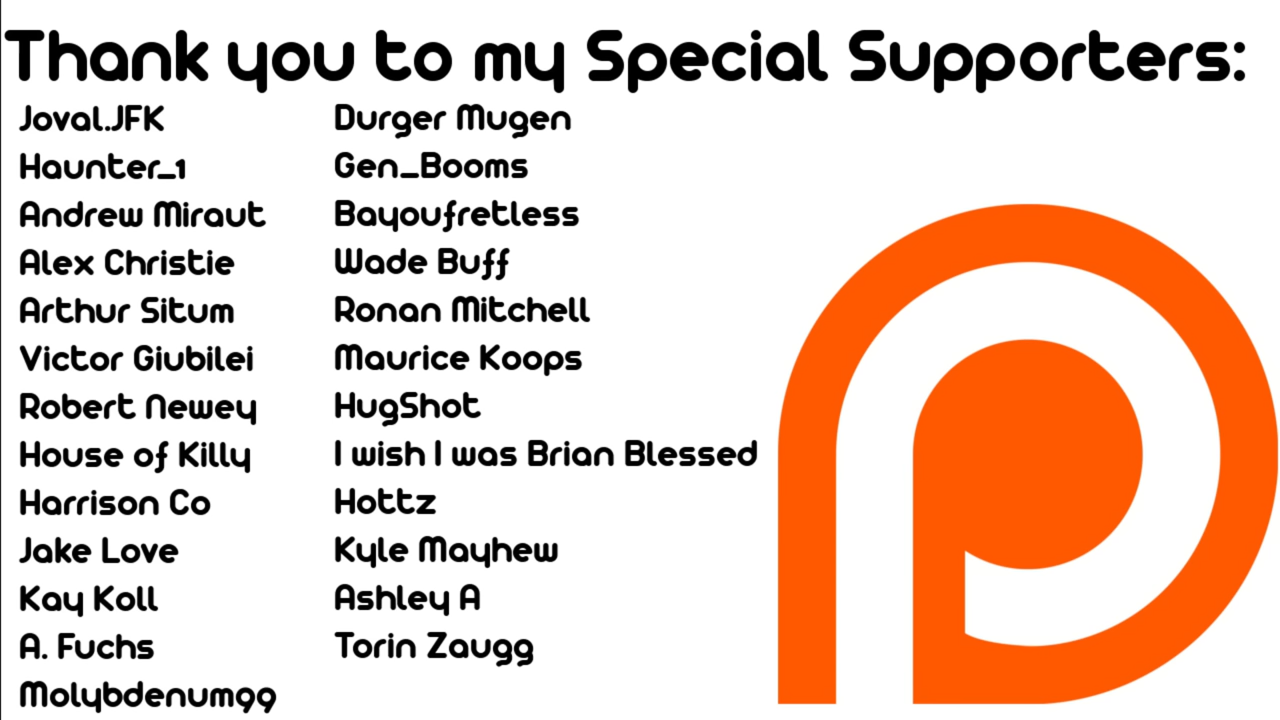 Thank you to my Special Supporters:
Joval.JFK
Haunter_1
Andrew Miraut
Alex Christie
Arthur Situm
Victor Giubilei
Robert Newey
House of Killy
Harrison Co
Jake Love
Kay Koll
A. Fuchs
Molybdenum99
Durger Mugen
Gen_Booms
Bayoufretless
Wade Buff
Ronan Mitchell
Maurice Koops
HugShot
I wish I was Brian Blessed
Hottz
Kyle Mayhew
Ashley A
Torin Zaugg